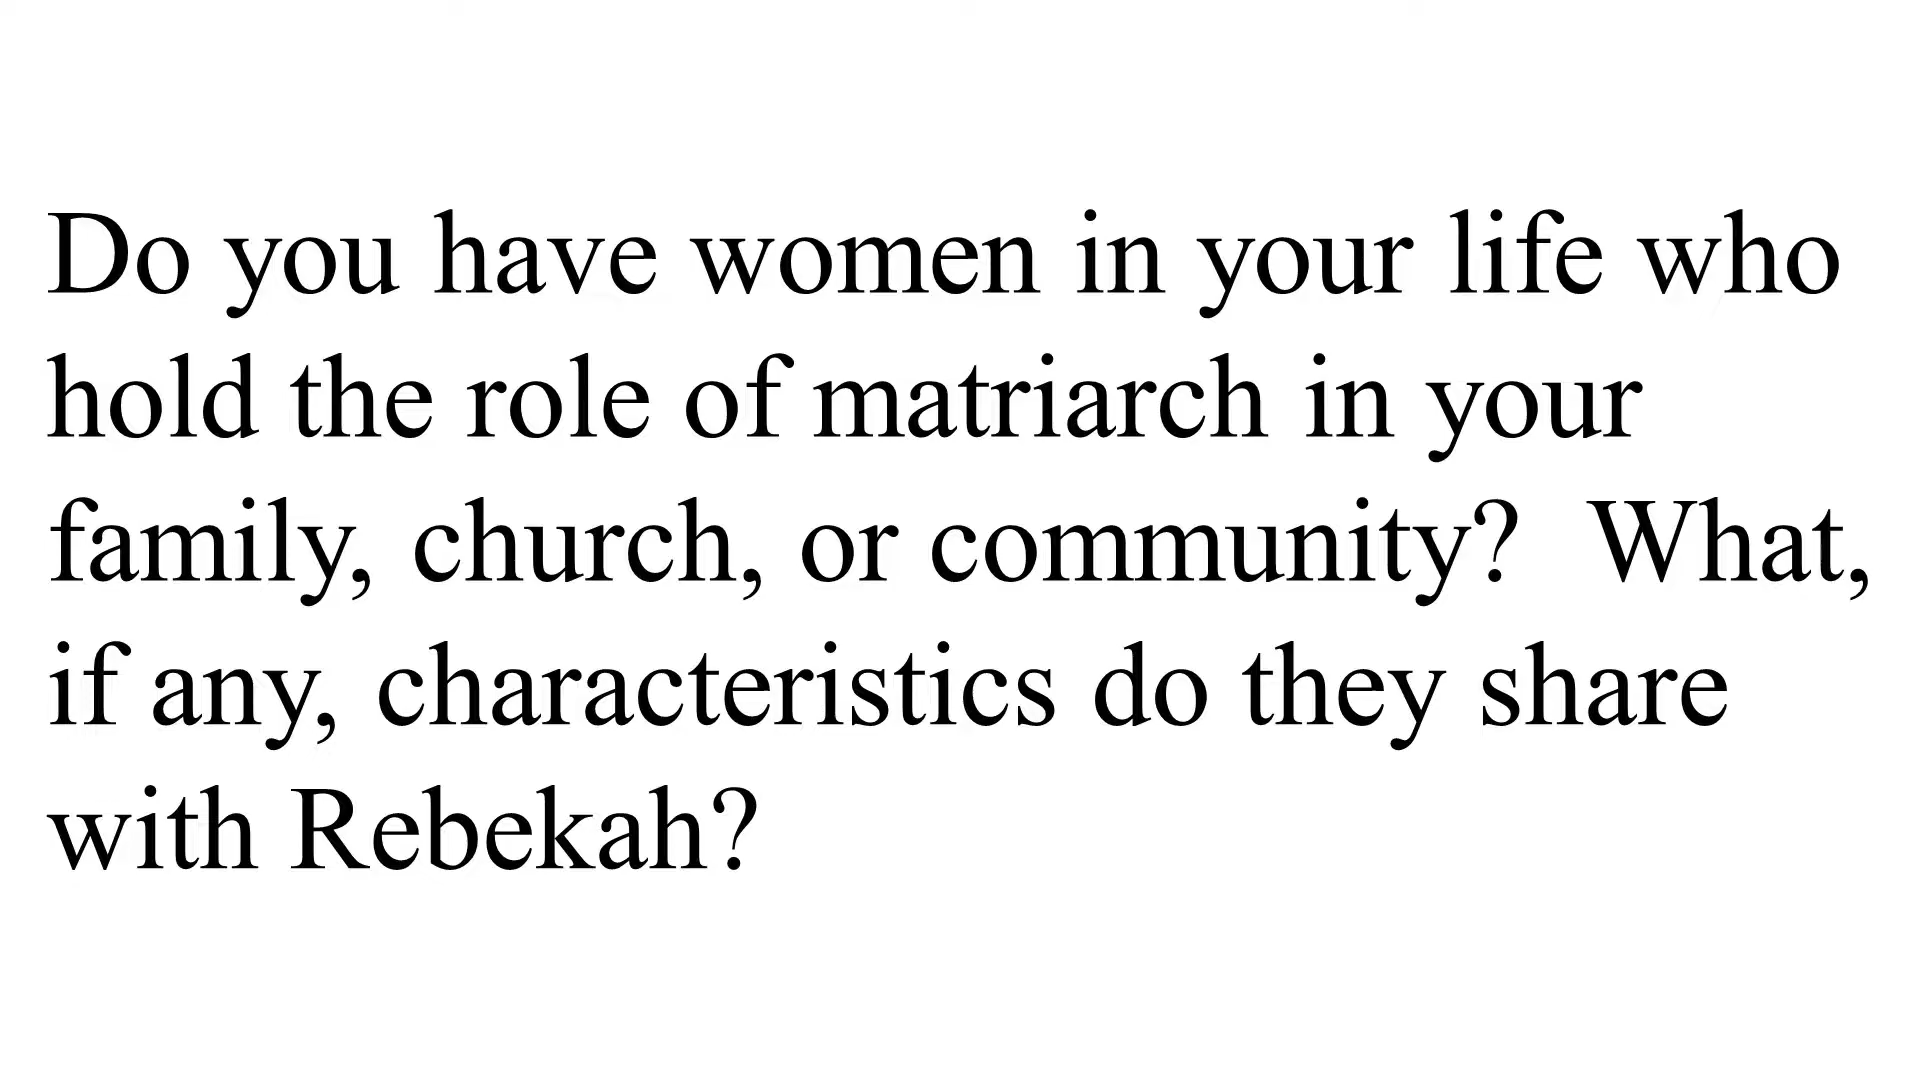 Do you have women in your life who
hold the role of matriarch in your
family, church, or community?  What,
if any, characteristics do they share
with Rebekah?